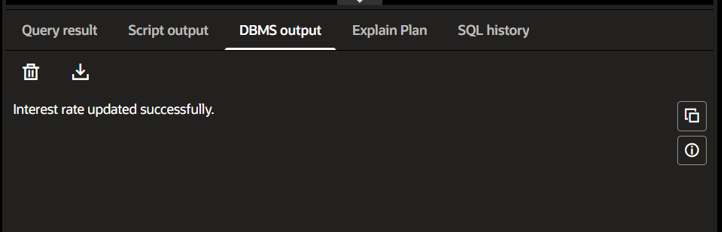 Query result Script output DBMS output Explain Plan SQL history
Interest rate updated successfully.